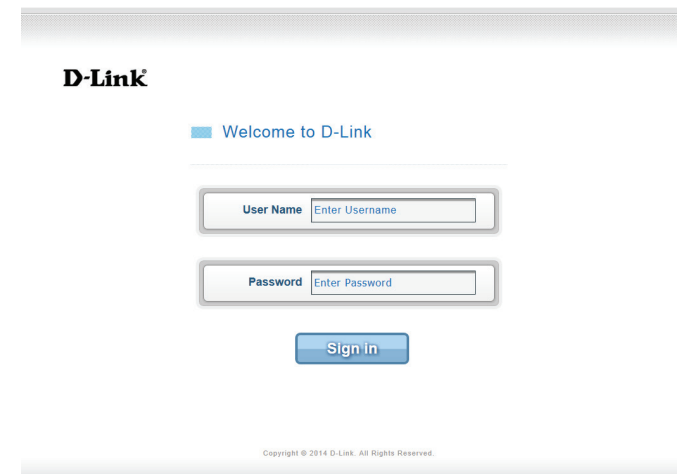 D-Link®
Welcome to D-Link
User Name Enter Username
Password Enter Password
Sign in
Copyright © 2014 D-Link. All Rights Reserved.